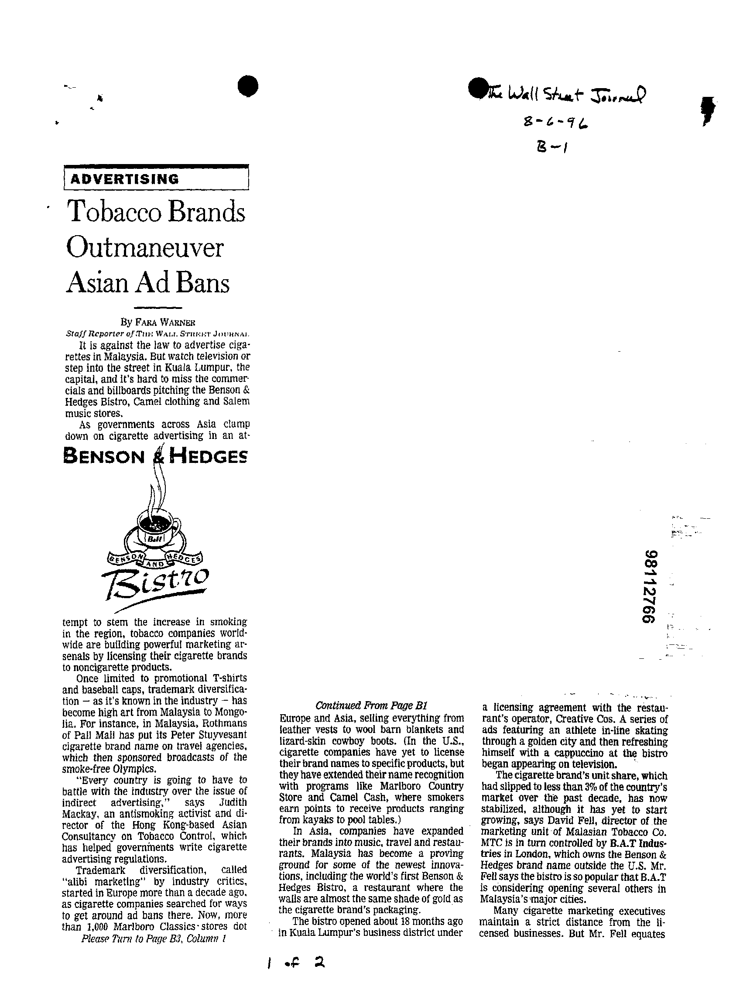 The Wall Street Journal
8-6-96
B-1
ADVERTISING
Tobacco Brands
Outmaneuver
Asian Ad Bans
By FARA WARNER
Staff Reporter of THE WALL STREET JOURNAL
It is against the law to advertise ciga-
rettes in Malaysia. But watch television or
step into the street in Kuala Lumpur, the
capital, and it's hard to miss the commer-
cials and billboards pitching the Benson &
Hedges Bistro, Camel clothing and Salem
music stores.
As governments across Asia clamp
down on cigarette advertising in an at-
BENSON & HEDGES
B&H
BENSON AND HEDGES
Bistro
tempt to stem the increase in smoking
in the region, tobacco companies world-
wide are building powerful marketing ar-
senals by licensing their cigarette brands
to noncigarette products.
Once limited to promotional T-shirts
and baseball caps, trademark diversifica-
tion — as it's known in the industry — has
become high art from Malaysia to Mongo-
lia. For instance, in Malaysia, Rothmans
of Pall Mall has put its Peter Stuyvesant
cigarette brand name on travel agencies,
which then sponsored broadcasts of the
smoke-free Olympics.
"Every country is going to have to
battle with the industry over the issue of
indirect advertising," says Judith
Mackay, an antismoking activist and di-
rector of the Hong Kong-based Asian
Consultancy on Tobacco Control, which
has helped governments write cigarette
advertising regulations.
Trademark diversification, called
"alibi marketing" by industry critics,
started in Europe more than a decade ago,
as cigarette companies searched for ways
to get around ad bans there. Now, more
than 1,000 Marlboro Classics stores dot
Please Turn to Page B3, Column 1
Continued From Page B1
Europe and Asia, selling everything from
leather vests to wool barn blankets and
lizard-skin cowboy boots. (In the U.S.,
cigarette companies have yet to license
their brand names to specific products, but
they have extended their name recognition
with programs like Marlboro Country
Store and Camel Cash, where smokers
earn points to receive products ranging
from kayaks to pool tables.)
In Asia, companies have expanded
their brands into music, travel and restau-
rants. Malaysia has become a proving
ground for some of the newest innova-
tions, including the world's first Benson &
Hedges Bistro, a restaurant where the
walls are almost the same shade of gold as
the cigarette brand's packaging.
The bistro opened about 18 months ago
in Kuala Lumpur's business district under
a licensing agreement with the restau-
rant's operator, Creative Cos. A series of
ads featuring an athlete in-line skating
through a golden city and then refreshing
himself with a cappuccino at the bistro
began appearing on television.
The cigarette brand's unit share, which
had slipped to less than 3% of the country's
market over the past decade, has now
stabilized, although it has yet to start
growing, says David Fell, director of the
marketing unit of Malasian Tobacco Co.
MTC is in turn controlled by B.A.T Indus-
tries in London, which owns the Benson &
Hedges brand name outside the U.S. Mr.
Fell says the bistro is so popular that B.A.T
is considering opening several others in
Malaysia's major cities.
Many cigarette marketing executives
maintain a strict distance from the li-
censed businesses. But Mr. Fell equates
98112766
1 of 2